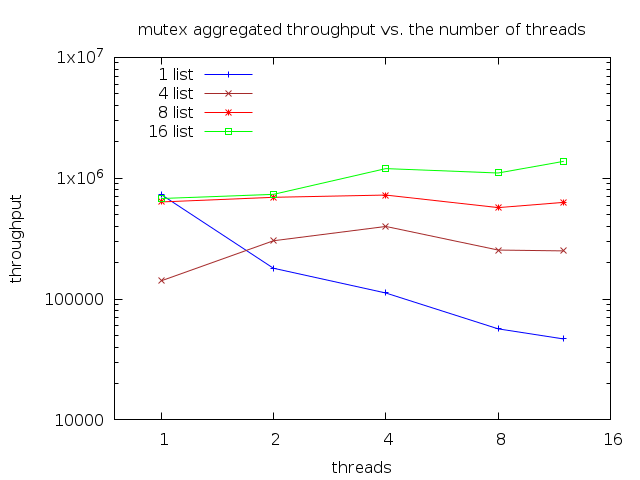 mutex aggregated throughput vs. the number of threads
1x10^7
1 list
4 list
8 list
16 list
1x10^6
throughput
100000
10000
1 2 4 8 16
threads